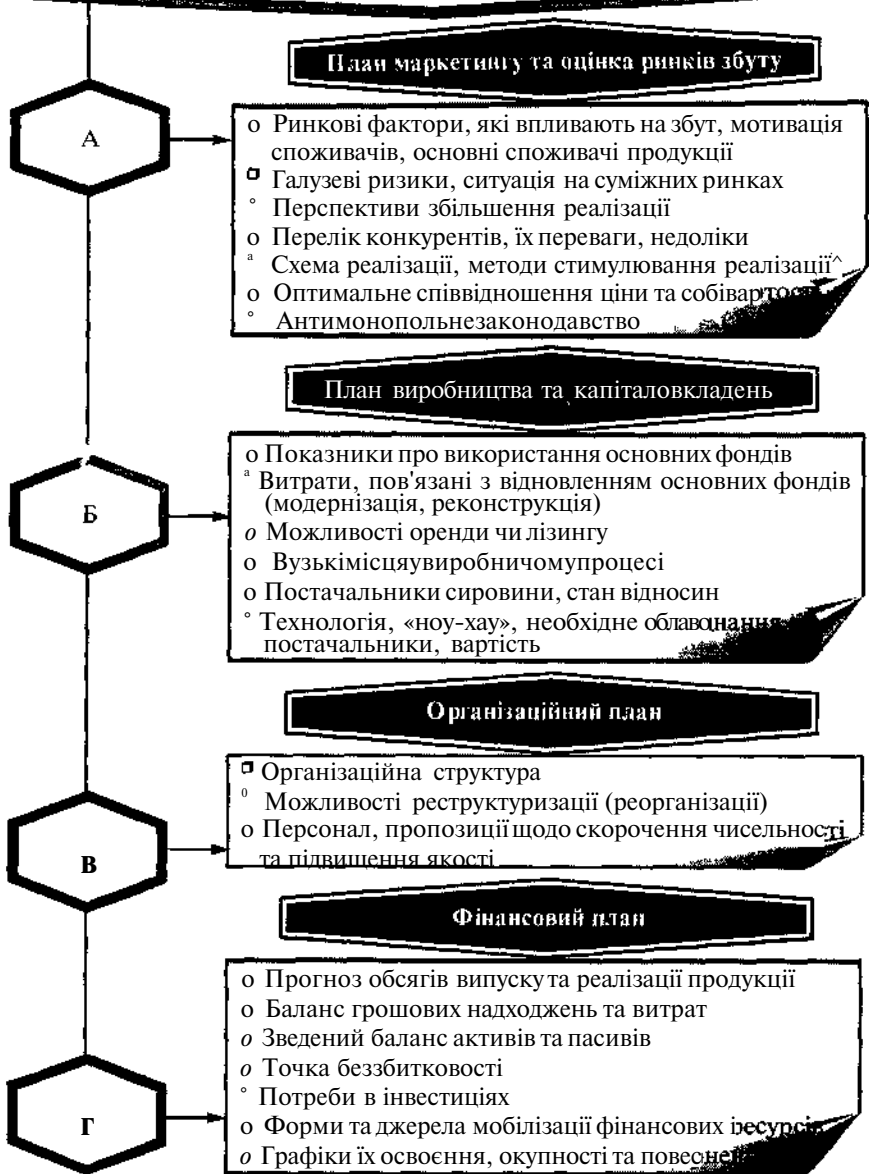 План маркетингу та оцінка ринків збуту
А
о Ринкові фактори, які впливають на збут, мотивація
споживачів, основні споживачі продукції
Галузеві ризики, ситуація на суміжних ринках
° Перспективи збільшення реалізації
о Перелік конкурентів, їх переваги, недоліки
а Схема реалізації, методи стимулювання реалізації^
о Оптимальне співвідношення ціни та
° Антимонопольнезаконодавство
План виробництва та капіталовкладень
Б
о Показники про використання основних фондів
а Витрати, пов'язані з відновленням основних фондів
(модернізація, реконструкція)
о Можливості оренди чи лізингу
о Вузькімісцяувиробничомупроцесі
о Постачальники сировини, стан відносин
° Технологія, «ноу-хау», необхідне
постачальники, вартість
Організаційний план
В
Організаційна структура
0 Можливості реструктуризації (реорганізації)
о Персонал, пропозиції щодо скорочення чисельності
та підвищення якості
Фінансовий план
Г
о Прогноз обсягів випуску та реалізації продукції
о Баланс грошових надходжень та витрат
о Зведений баланс активів та пасивів
о Точка беззбитковості
° Потреби в інвестиціях
о Форми та джерела мобілізації фінансових
о Графіки їх освоєння, окупності та